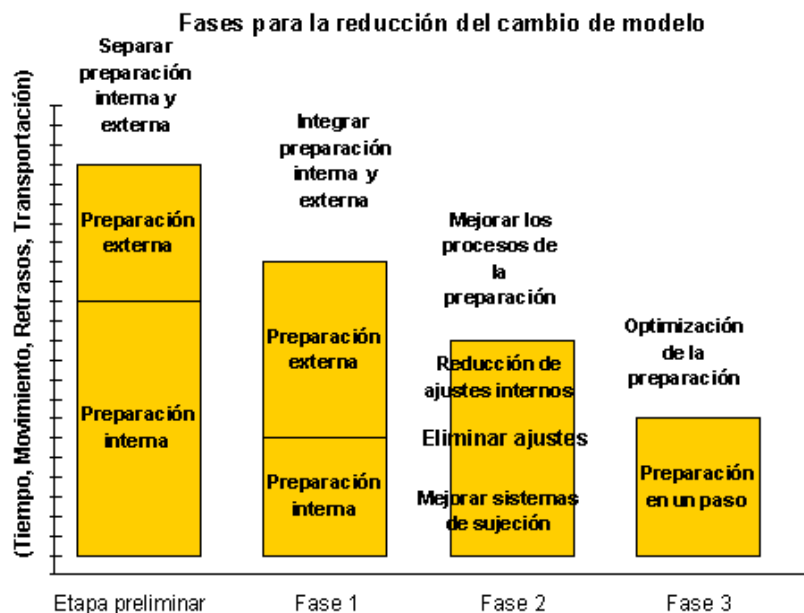 Fases para la reducción del cambio de modelo
Separar
preparación
interna y
externa
Integrar
preparación
interna y
externa
Mejorar los
procesos de
la
preparación
Optimización
de la
preparación
(Tiempo, Movimiento, Retrasos, Transportación)
Preparación
externa
Preparación
interna
Preparación
externa
Preparación
interna
Reducción de
ajustes internos
Eliminar ajustes
Mejorar sistemas
de sujeción
Preparación
en un paso
Etapa preliminar
Fase 1
Fase 2
Fase 3